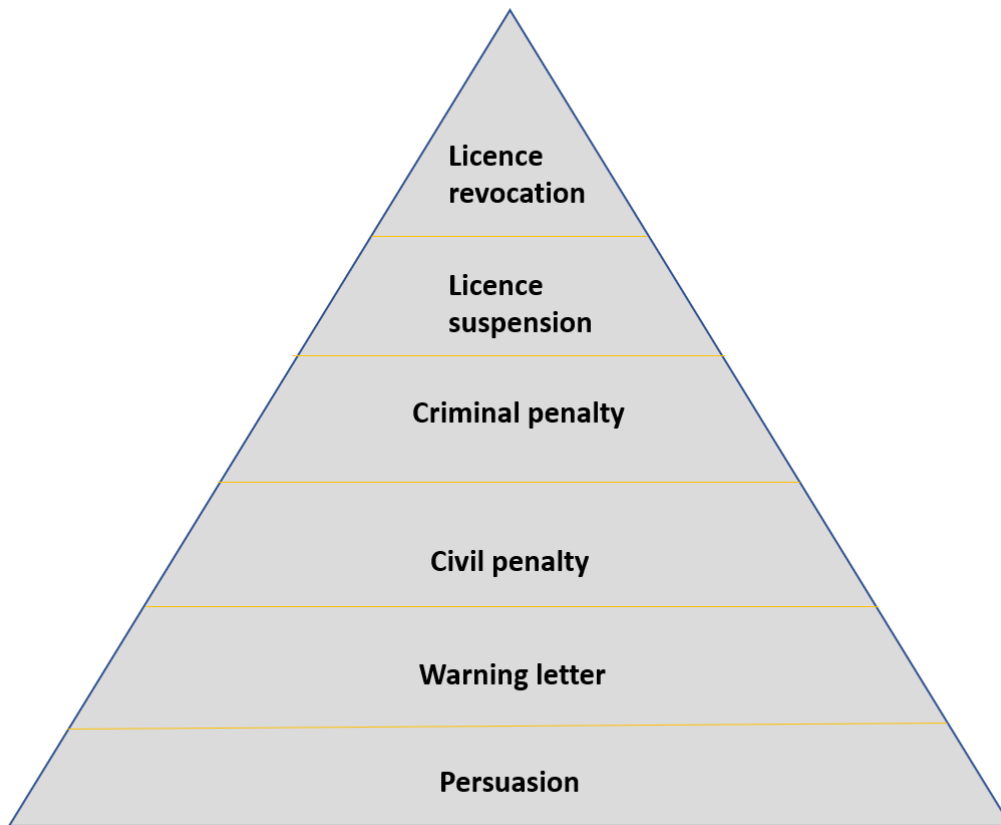 Licence
revocation
Licence
suspension
Criminal penalty
Civil penalty
Warning letter
Persuasion